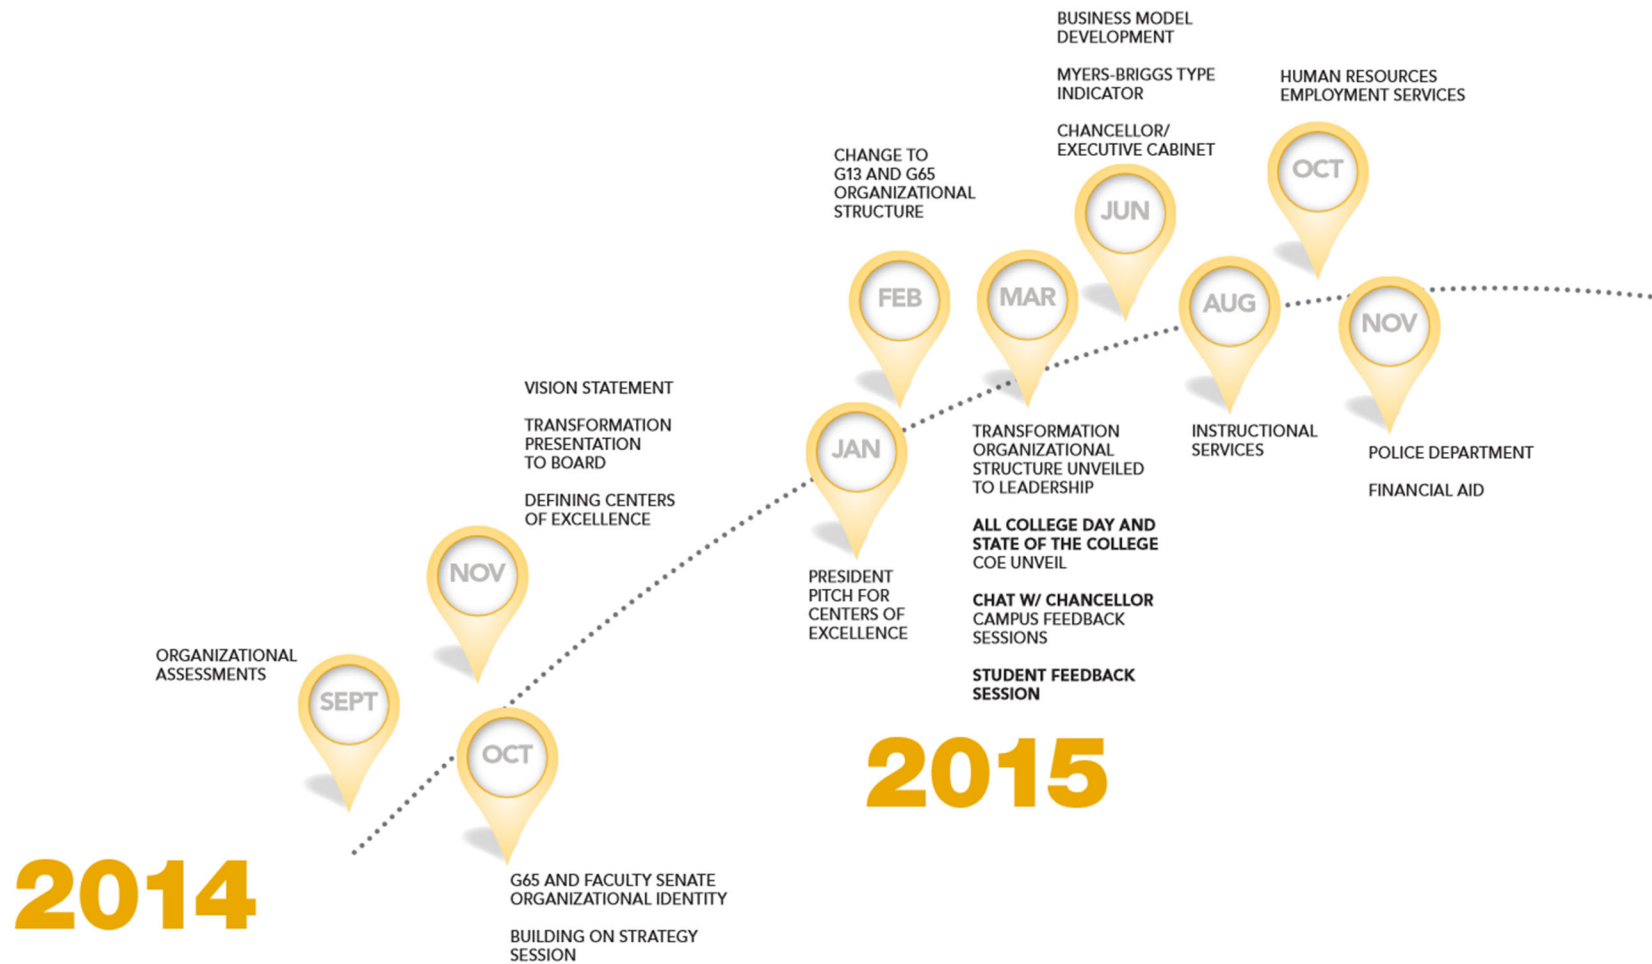 2014
ORGANIZATIONAL
ASSESSMENTS
SEPT
OCT
G65 AND FACULTY SENATE
ORGANIZATIONAL IDENTITY
BUILDING ON STRATEGY
SESSION
VISION STATEMENT
TRANSFORMATION
PRESENTATION
TO BOARD
DEFINING CENTERS
OF EXCELLENCE
NOV
2015
JAN
PRESIDENT
PITCH FOR
CENTERS OF
EXCELLENCE
CHANGE TO
G13 AND G65
ORGANIZATIONAL
STRUCTURE
FEB
MAR
TRANSFORMATION
ORGANIZATIONAL
STRUCTURE UNVEILED
TO LEADERSHIP
ALL COLLEGE DAY AND
STATE OF THE COLLEGE
COE UNVEIL
CHAT W/ CHANCELLOR
CAMPUS FEEDBACK
SESSIONS
STUDENT FEEDBACK
SESSION
BUSINESS MODEL
DEVELOPMENT
MYERS-BRIGGS TYPE
INDICATOR
CHANCELLOR/
EXECUTIVE CABINET
JUN
AUG
INSTRUCTIONAL
SERVICES
HUMAN RESOURCES
EMPLOYMENT SERVICES
OCT
NOV
POLICE DEPARTMENT
FINANCIAL AID